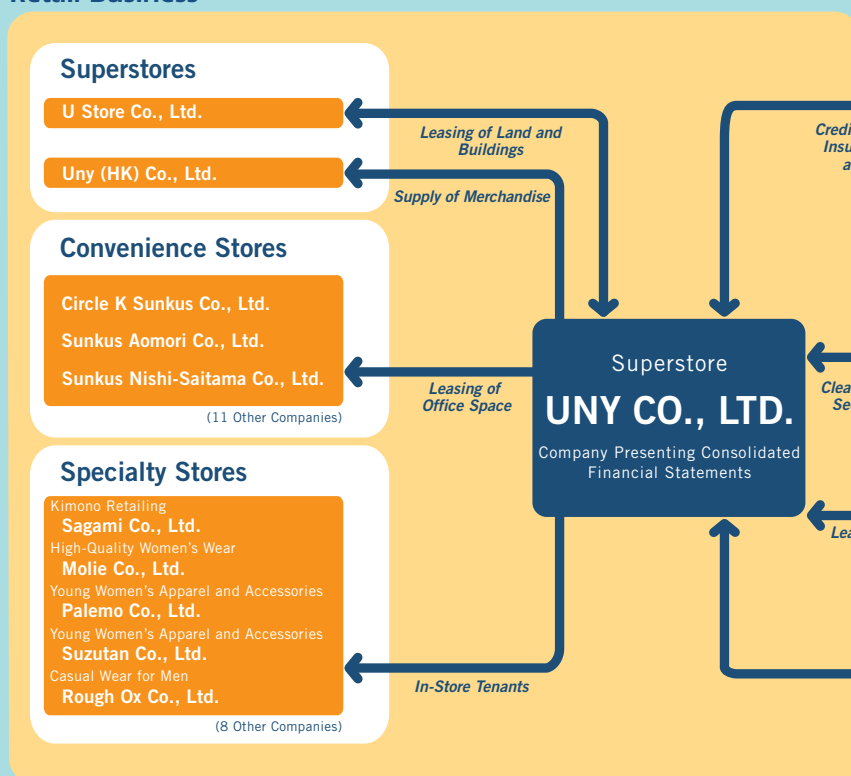 Retail Business
Superstores
U Store Co., Ltd.
Uny (HK) Co., Ltd.
Leasing of Land and
Buildings
Supply of Merchandise
Convenience Stores
Circle K Sunkus Co., Ltd.
Sunkus Aomori Co., Ltd.
Sunkus Nishi-Saitama Co., Ltd.
(11 Other Companies)
Leasing of
Office Space
Specialty Stores
Kimono Retailing
Sagami Co., Ltd.
High-Quality Women's Wear
Molie Co., Ltd.
Young Women's Apparel and Accessories
Palemo Co., Ltd.
Young Women's Apparel and Accessories
Suzutan Co., Ltd.
Casual Wear for Men
Rough Ox Co., Ltd.
(8 Other Companies)
In-Store Tenants
Superstore
UNY CO., LTD.
Company Presenting Consolidated
Financial Statements